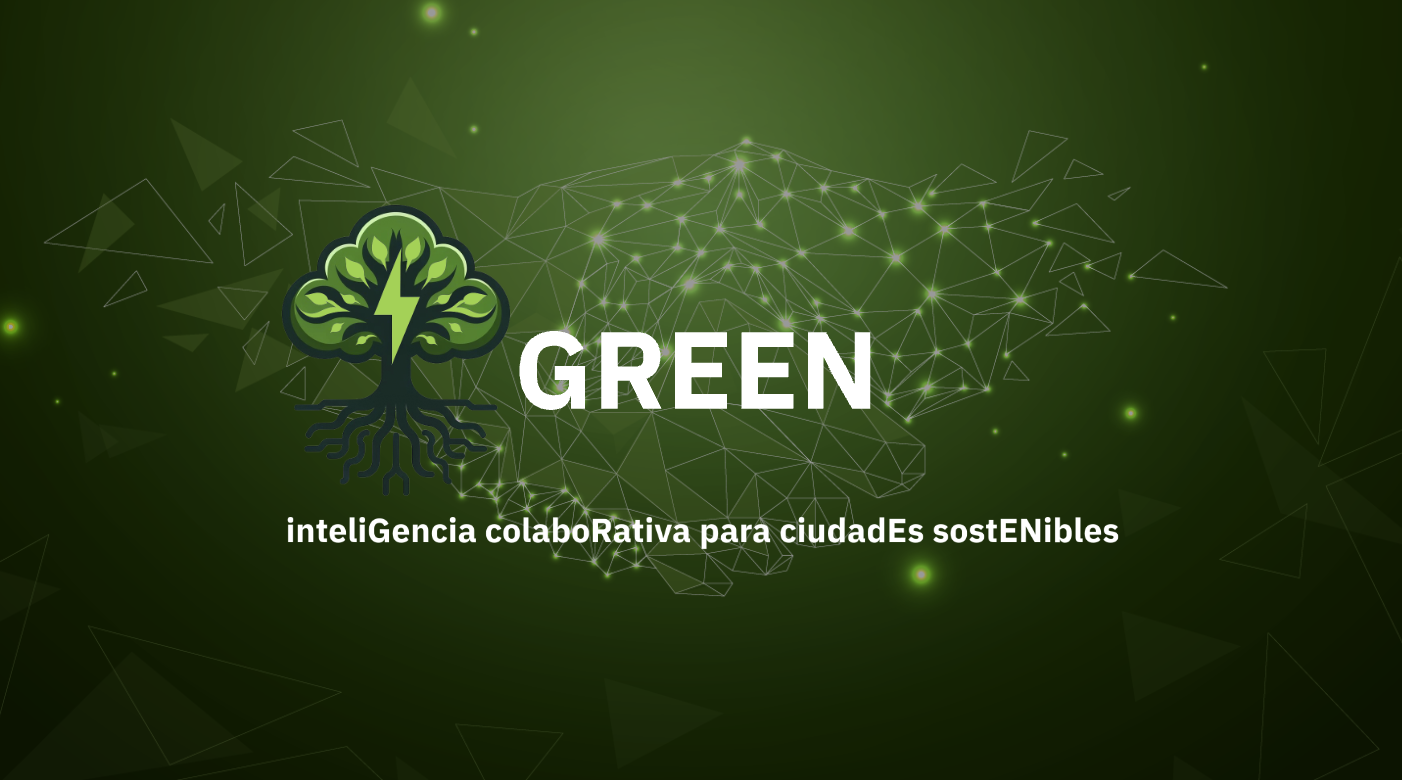 GREEN
inteliGencia colaboRativa para ciudadEs sostENibles